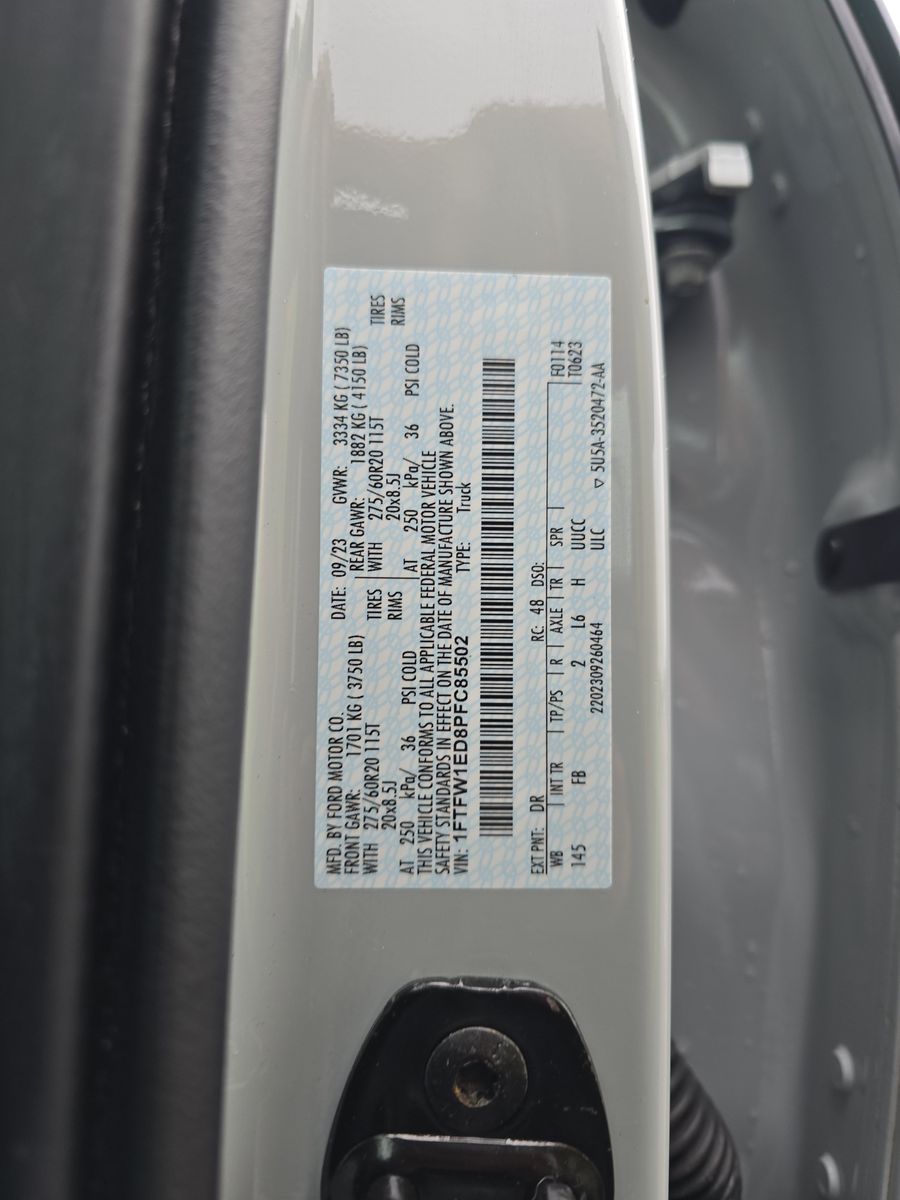 MFD. BY FORD MOTOR CO.
DATE: 09/23 GVWR: 3334 KG ( 7350 LB)
FRONT GAWR: 1701 KG ( 3750 LB) REAR GAWR: 1882 KG ( 4150 LB)
WITH 275/60R20 115T TIRES WITH 275/60R20 115T TIRES
20x8.5J RIMS 20x8.5J RIMS
AT 250 kPa/ 36 PSI COLD AT 250 kPa/ 36 PSI COLD
THIS VEHICLE CONFORMS TO ALL APPLICABLE FEDERAL MOTOR VEHICLE
SAFETY STANDARDS IN EFFECT ON THE DATE OF MANUFACTURE SHOWN ABOVE.
VIN: 1FTFW1ED8PFC85502 TYPE: Truck
EXT PNT: DR RC: 48 DSO: F0114
WB INT TR TP/PS R AXLE TR SPR T0623
145 FB 2 L6 H UUCC
2202309260464 ULC ▽ 5U5A-3520472-AA